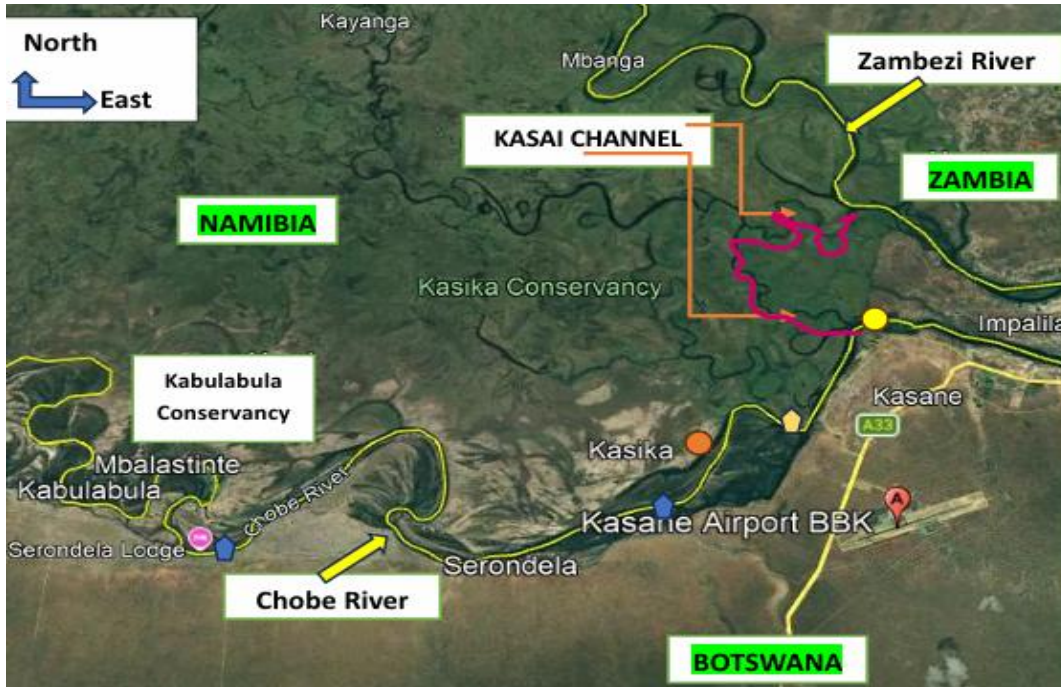 Kayanga
North
East
Mbanga
Zambezi River
KASAI CHANNEL
ZAMBIA
NAMIBIA
Kasika Conservancy
Impalila
Kabulabula
Conservancy
Kasane
A33
Kasika
Mbalastinte
Kabulabula
Chobe River
Kasane Airport BBK
A
Serondela Lodge
Serondela
Chobe River
BOTSWANA